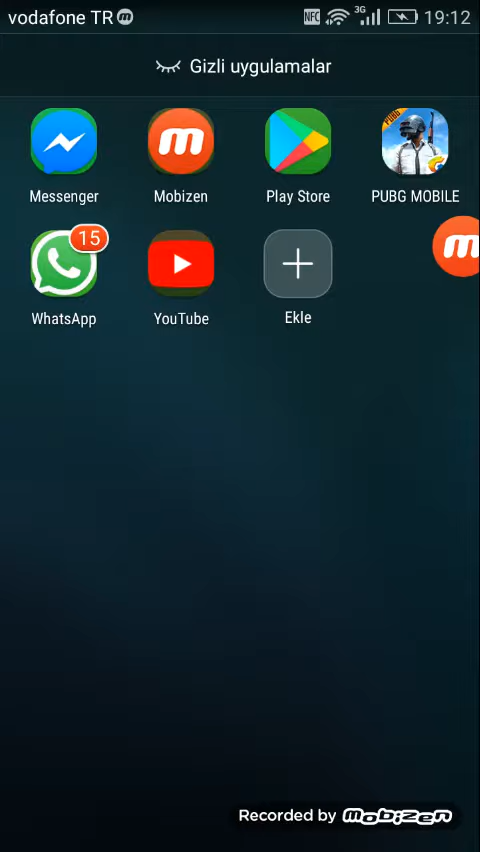 vodafone TR m NFC 3G 19:12
Gizli uygulamalar
PUBG
Messenger
Mobizen
Play Store
PUBG MOBILE
15
WhatsApp
YouTube
Ekle
Recorded by mobizen